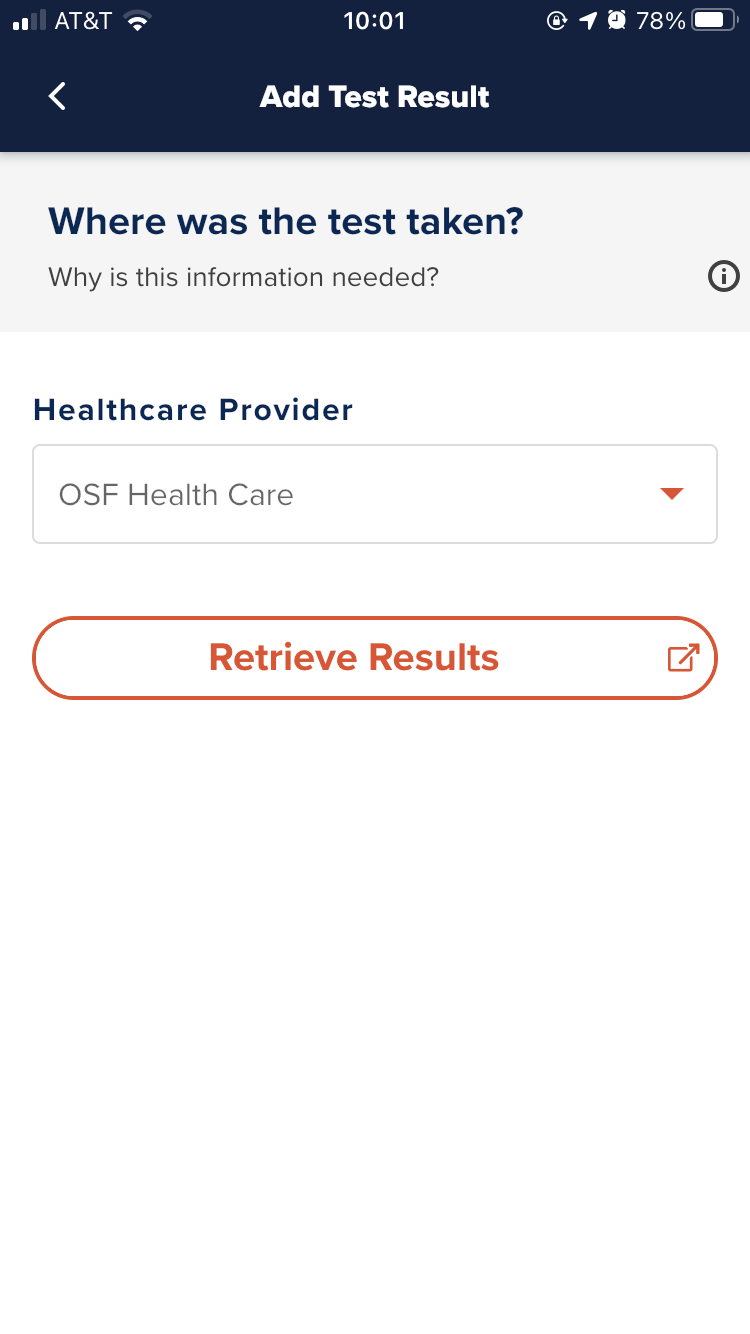 AT&T 10:01 78%
Add Test Result
Where was the test taken?
Why is this information needed?
Healthcare Provider
OSF Health Care
Retrieve Results